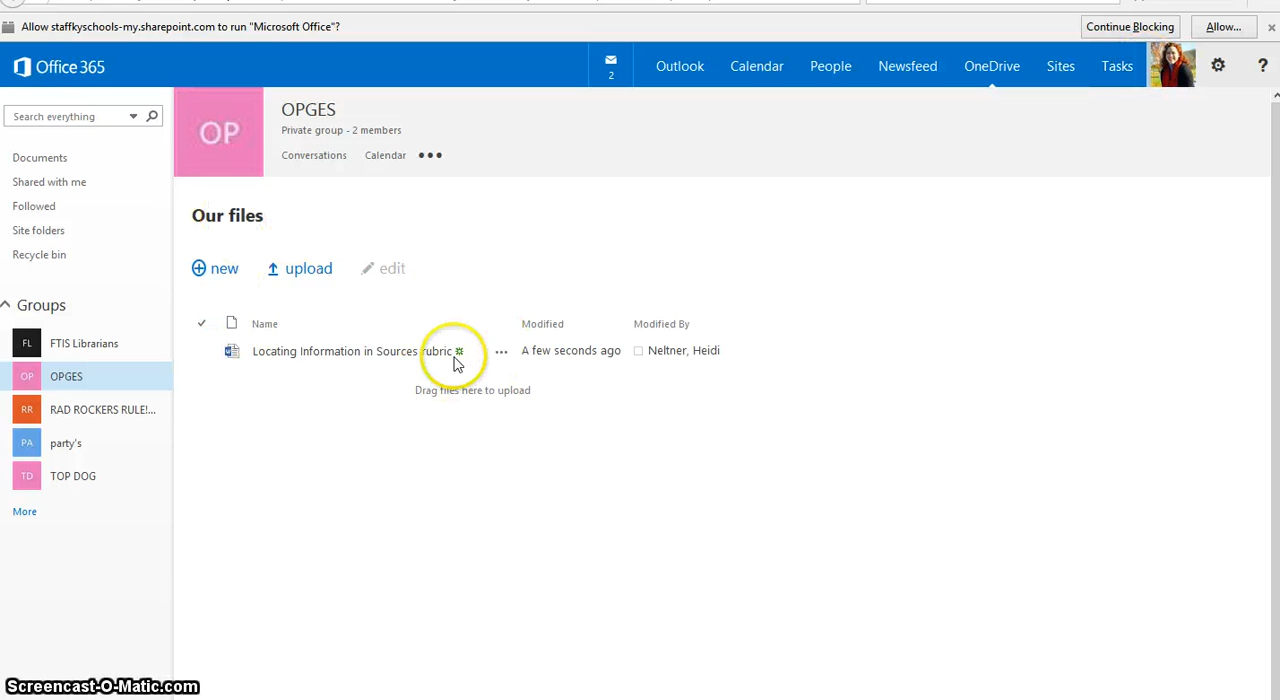 Allow staffkyschools-my.sharepoint.com to run "Microsoft Office"?
Continue Blocking
Allow...
Office 365
2
Outlook
Calendar
People
Newsfeed
OneDrive
Sites
Tasks
?
Search everything
Documents
Shared with me
Followed
Site folders
Recycle bin
Groups
FL FTIS Librarians
OP OPGES
RR RAD ROCKERS RULE!...
PA party's
TD TOP DOG
More
OP
OPGES
Private group - 2 members
Conversations Calendar •••
Our files
new upload edit
Name Modified Modified By
Locating Information in Sources rubric ... A few seconds ago Neltner, Heidi
Drag files here to upload
Screencast-O-Matic.com